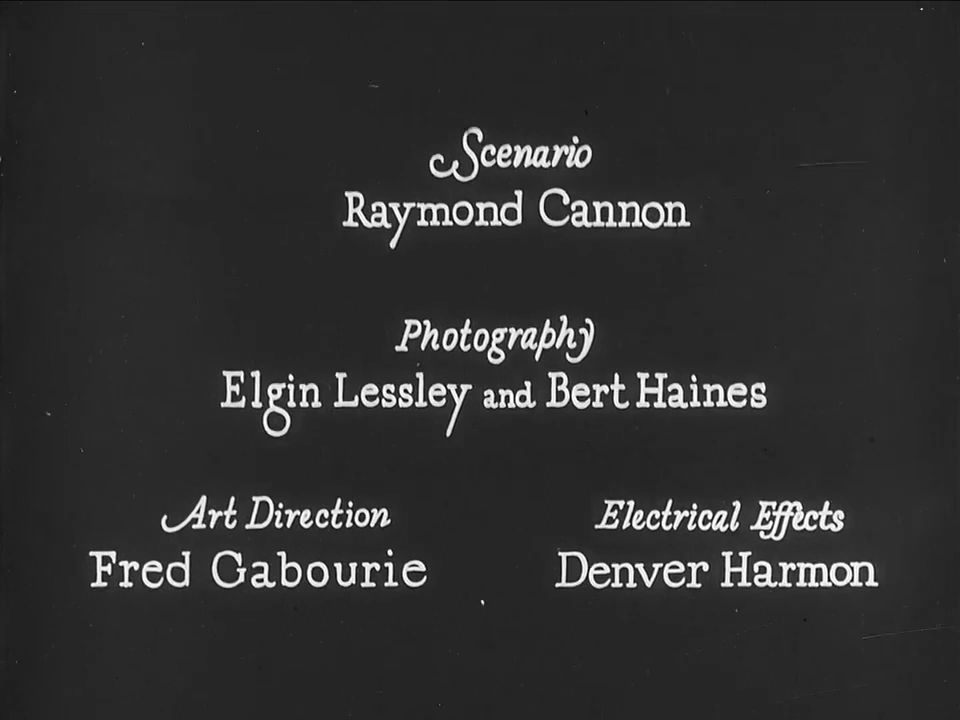 Scenario
Raymond Cannon
Photography
Elgin Lessley and Bert Haines
Art Direction
Fred Gabourie
Electrical Effects
Denver Harmon